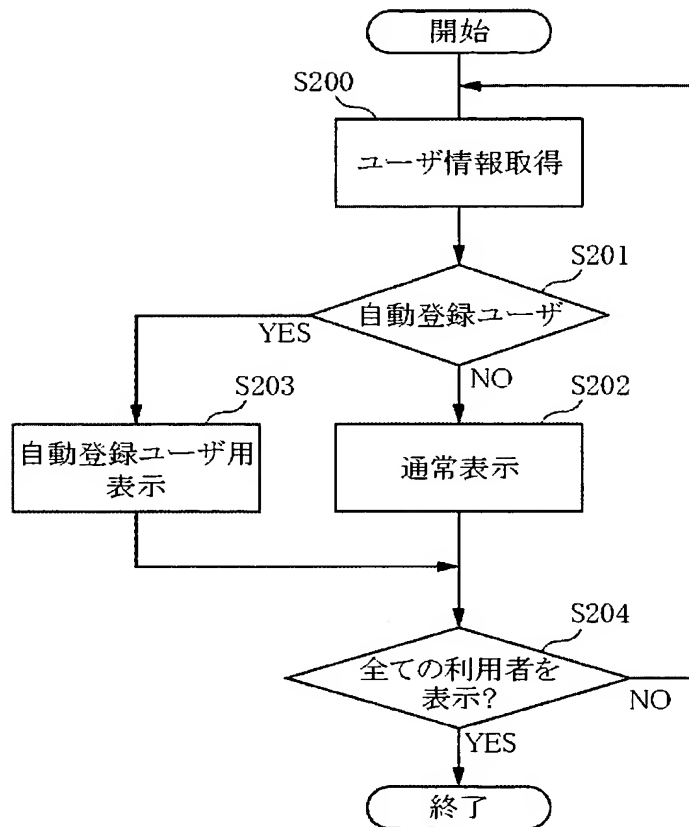 開始
S200
ユーザ情報取得
S201
自動登録ユーザ
YES
NO
S203
S202
自動登録ユーザ用
表示
通常表示
S204
全ての利用者を
表示?
NO
YES
終了